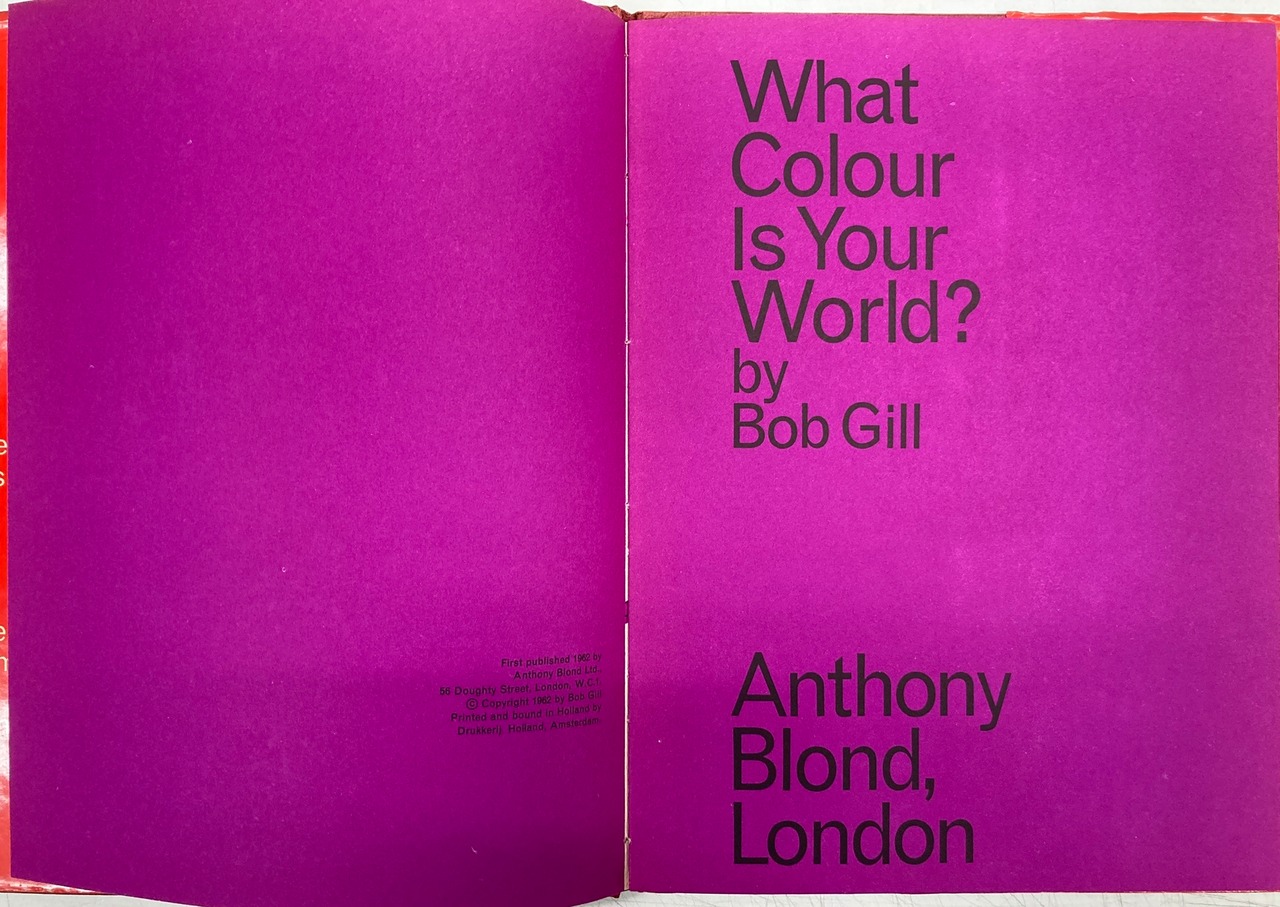 First published 1962 by
Anthony Blond Ltd.,
56 Doughty Street, London, W.C.1.
© Copyright 1962 by Bob Gill
Printed and bound in Holland by
Drukkerij Holland, Amsterdam.
What
Colour
Is Your
World?
by
Bob Gill
Anthony
Blond,
London